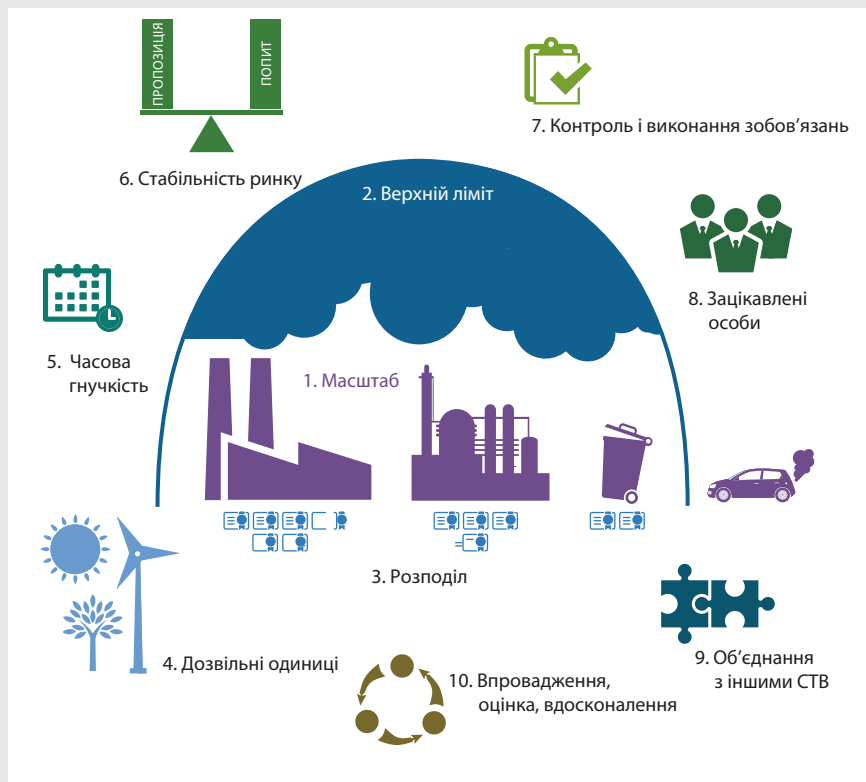 ПРОПОЗИЦІЯ
ПОПИТ
6. Стабільність ринку
7. Контроль і виконання зобов’язань
2. Верхній ліміт
8. Зацікавлені
особи
5. Часова
гнучкість
1. Масштаб
3. Розподіл
4. Дозвільні одиниці
9. Об’єднання
з іншими СТВ
10. Впровадження,
оцінка, вдосконалення